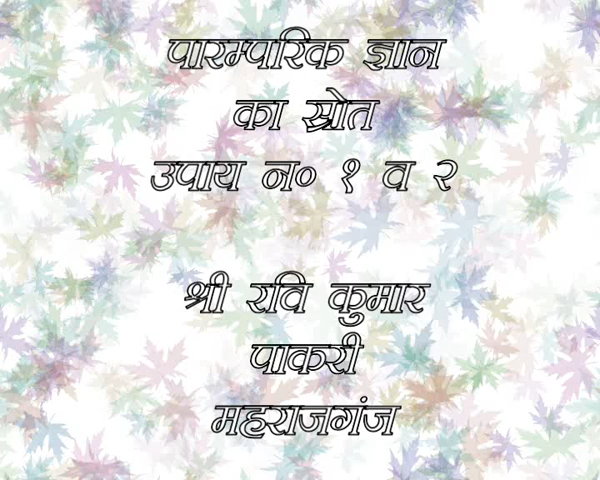 पारम्परिक ज्ञान
का स्रोत
उपाय न० १ व २
श्री रवि कुमार
पाकरी
महराजगंज